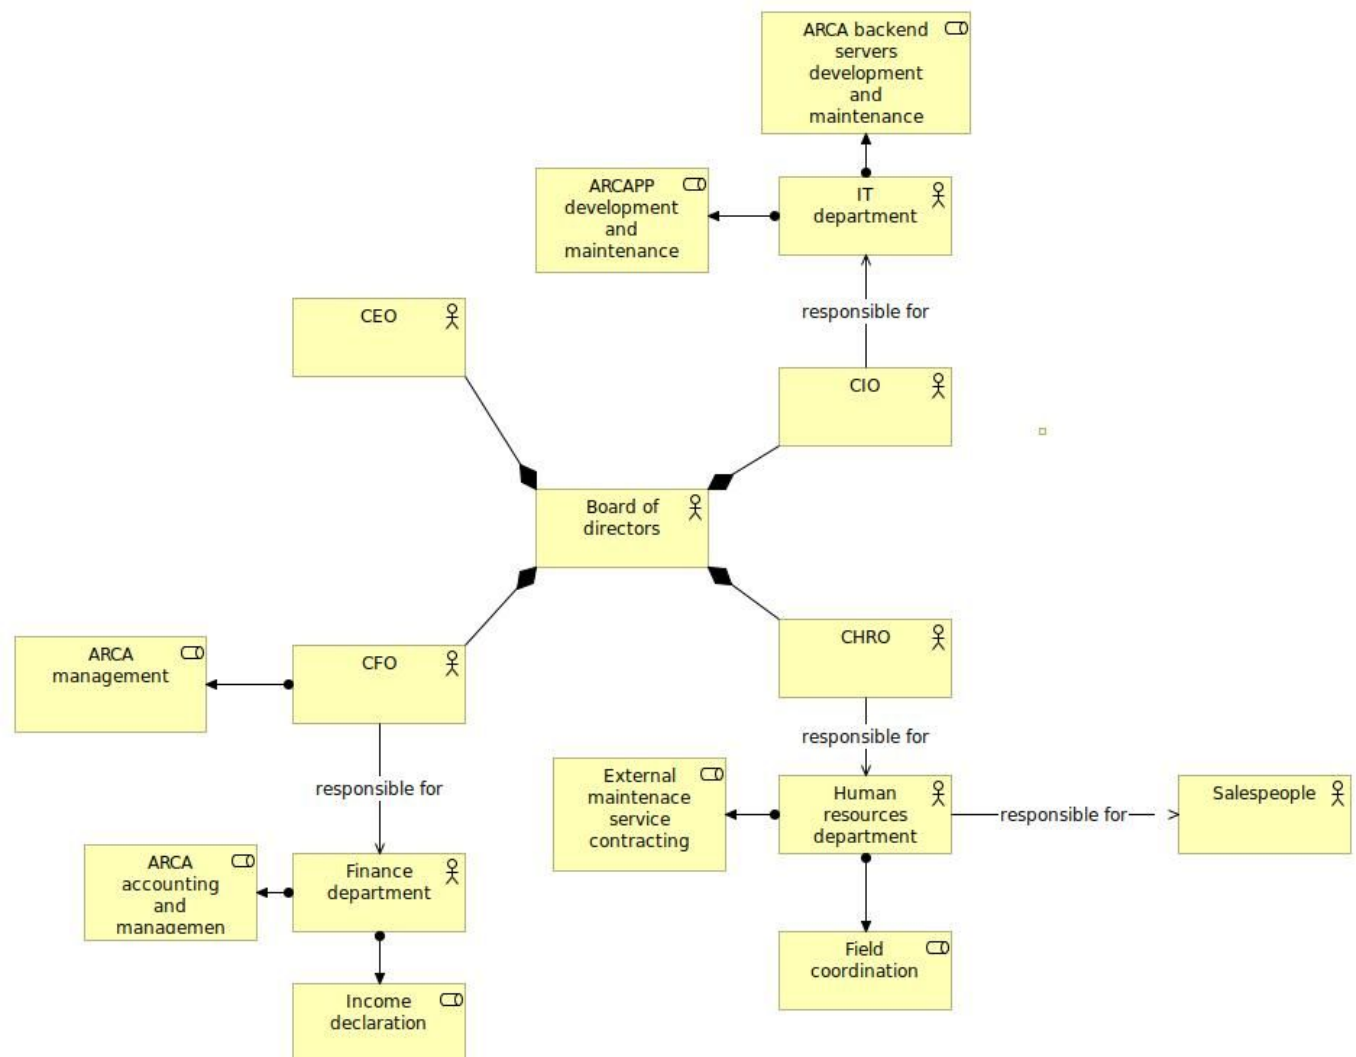 ARCA backend
servers
development
and
maintenance
ARCAPP
development
and
maintenance
IT
department
responsible for
CEO
CIO
Board of
directors
ARCA
management
CFO
CHRO
responsible for
responsible for
External
maintenace
service
contracting
Human
resources
department
responsible for
Salespeople
ARCA
accounting
and
managemen
Finance
department
Field
coordination
Income
declaration